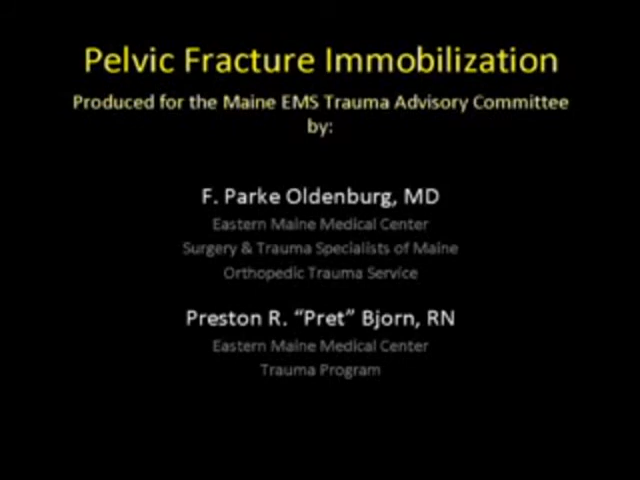 Pelvic Fracture Immobilization
Produced for the Maine EMS Trauma Advisory Committee
by:
F. Parke Oldenburg, MD
Eastern Maine Medical Center
Surgery & Trauma Specialists of Maine
Orthopedic Trauma Service
Preston R. “Pret” Bjorn, RN
Eastern Maine Medical Center
Trauma Program